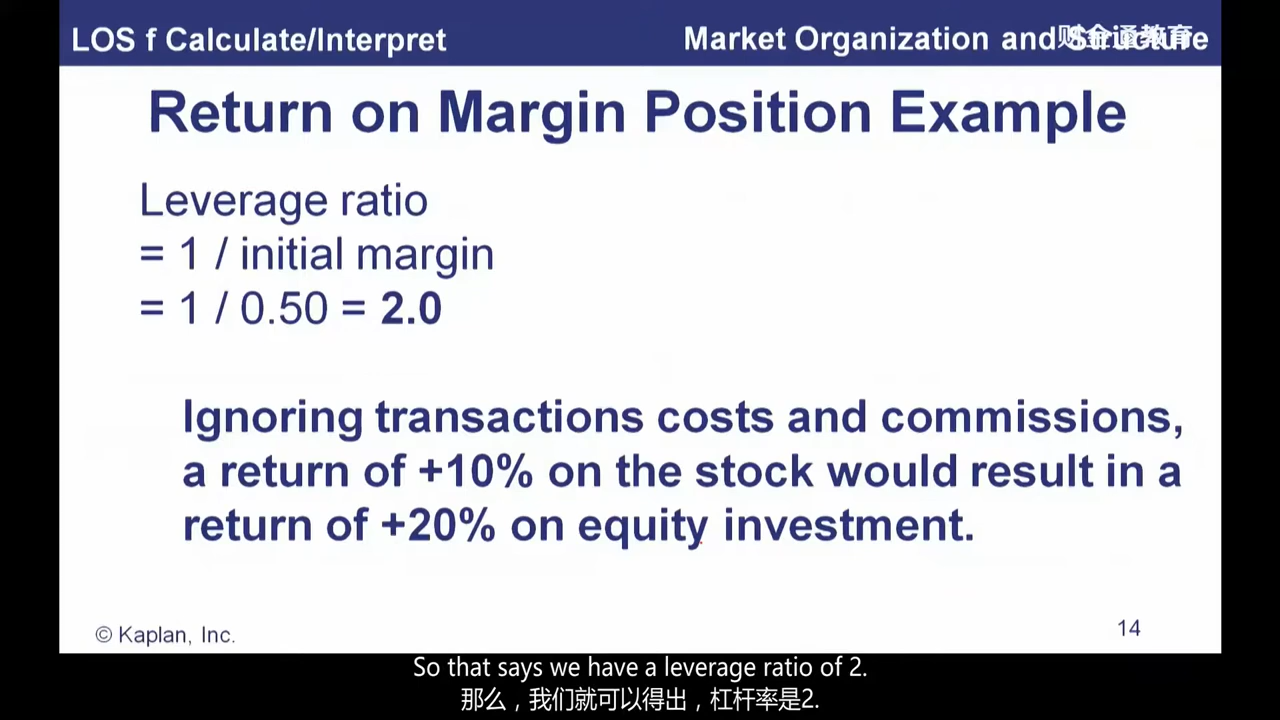 LOS f Calculate/Interpret
Market Organization and Structure
财金通教育
Return on Margin Position Example
Leverage ratio
= 1 / initial margin
= 1 / 0.50 = 2.0
Ignoring transactions costs and commissions,
a return of +10% on the stock would result in a
return of +20% on equity investment.
© Kaplan, Inc.
14
So that says we have a leverage ratio of 2.
那么，我们就可以得出，杠杆率是2.